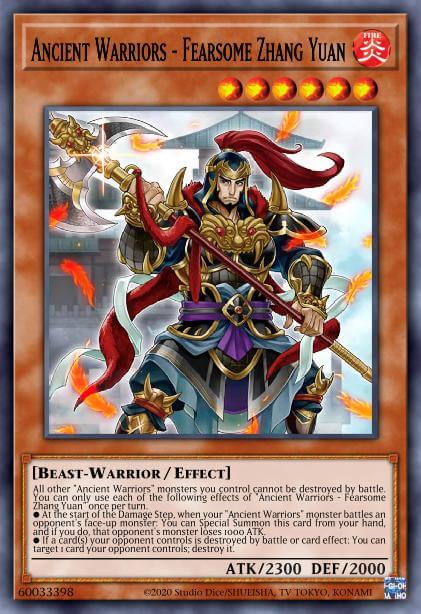 ANCIENT WARRIORS - FEARSOME ZHANG YUAN
FIRE
炎
[BEAST-WARRIOR / EFFECT]
All other "Ancient Warriors" monsters you control cannot be destroyed by battle.
You can only use each of the following effects of "Ancient Warriors - Fearsome
Zhang Yuan" once per turn.
● At the start of the Damage Step, when your "Ancient Warriors" monster battles an
opponent's face-up monster: You can Special Summon this card from your hand,
and if you do, that opponent's monster loses 1000 ATK.
● If a card(s) your opponent controls is destroyed by battle or card effect: You can
target 1 card your opponent controls; destroy it.
ATK/2300 DEF/2000
60033398
©2020 Studio Dice/SHUEISHA, TV TOKYO, KONAMI